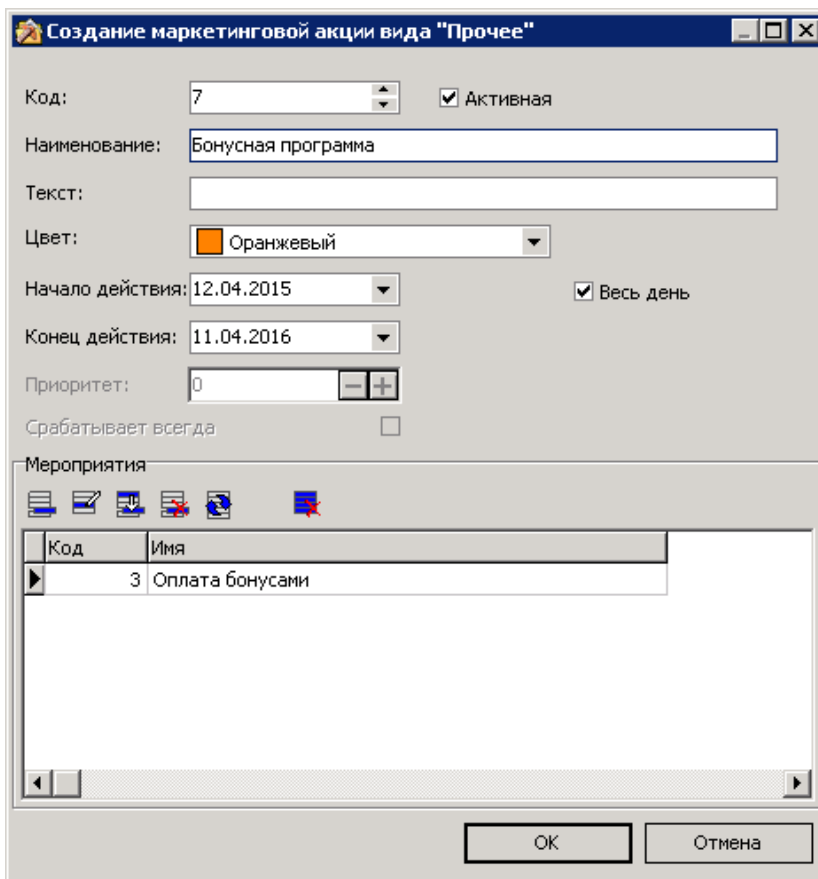 Создание маркетинговой акции вида "Прочее"
Код: 7 Активная
Наименование: Бонусная программа
Текст:
Цвет: Оранжевый
Начало действия: 12.04.2015 Весь день
Конец действия: 11.04.2016
Приоритет: 0
Срабатывает всегда
Мероприятия
Код Имя
3 Оплата бонусами
OK Отмена